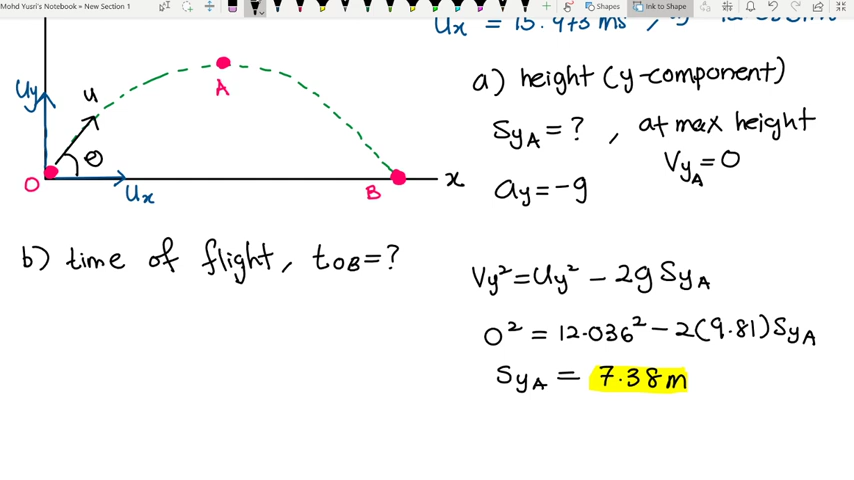 Mohd Yusri's Notebook » New Section 1
Shapes
Ink to Shape
Ux = 15.973 ms
a) height (y-component)
SyA = ? , at max height
VyA = 0
ay = -g
Uy
u
A
θ
O
Ux
B
x
b) time of flight, tOB = ?
Vy² = Uy² - 2g SyA
0² = 12.036² - 2(9.81) SyA
SyA = 7.38m